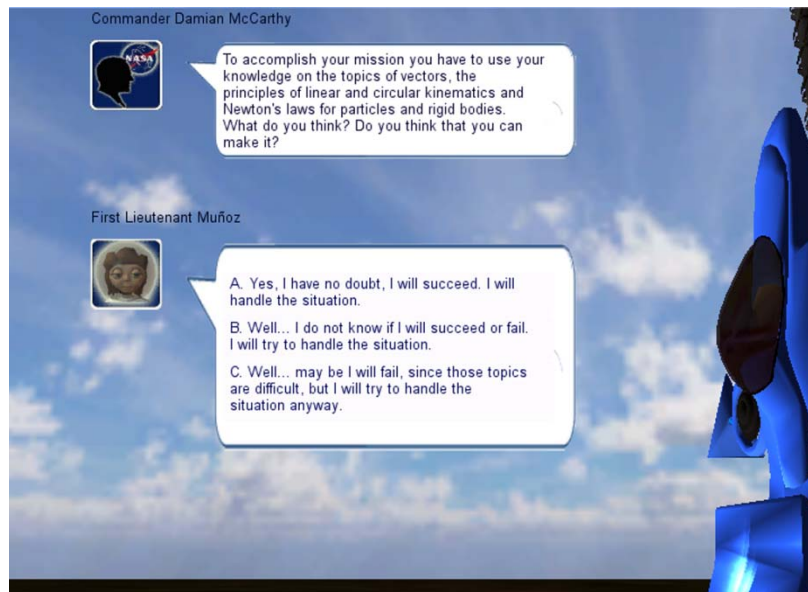 Commander Damian McCarthy
NASA
To accomplish your mission you have to use your
knowledge on the topics of vectors, the
principles of linear and circular kinematics and
Newton's laws for particles and rigid bodies.
What do you think? Do you think that you can
make it?
First Lieutenant Muñoz
A. Yes, I have no doubt, I will succeed. I will
handle the situation.
B. Well... I do not know if I will succeed or fail.
I will try to handle the situation.
C. Well... may be I will fail, since those topics
are difficult, but I will try to handle the
situation anyway.